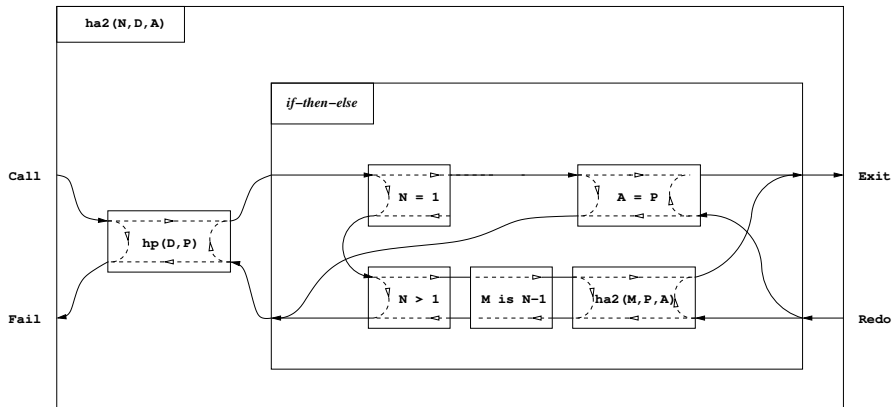 ha2(N,D,A)
if-then-else
Call
Exit
N = 1
A = P
hp(D,P)
N > 1
M is N-1
ha2(M,P,A)
Fail
Redo